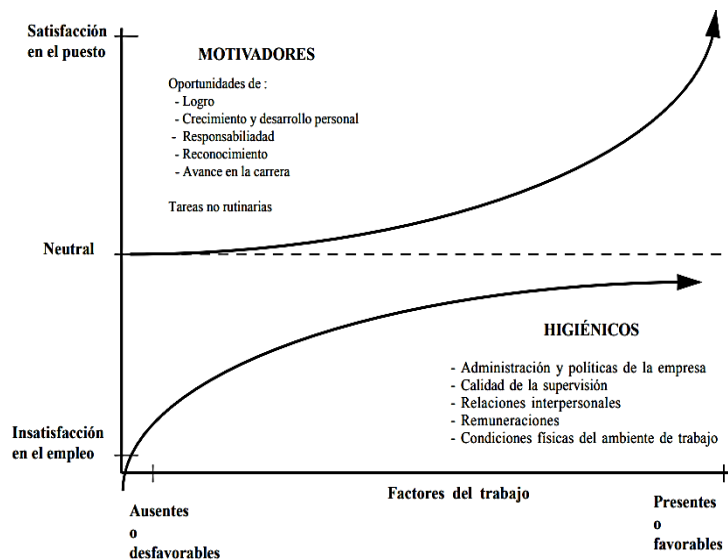 Satisfacción
en el puesto
MOTIVADORES
Oportunidades de :
- Logro
- Crecimiento y desarrollo personal
- Responsabiliadad
- Reconocimiento
- Avance en la carrera
Tareas no rutinarias
Neutral
HIGIÉNICOS
- Administración y políticas de la empresa
- Calidad de la supervisión
- Relaciones interpersonales
- Remuneraciones
- Condiciones físicas del ambiente de trabajo
Insatisfacción
en el empleo
Factores del trabajo
Ausentes
o
desfavorables
Presentes
o
favorables